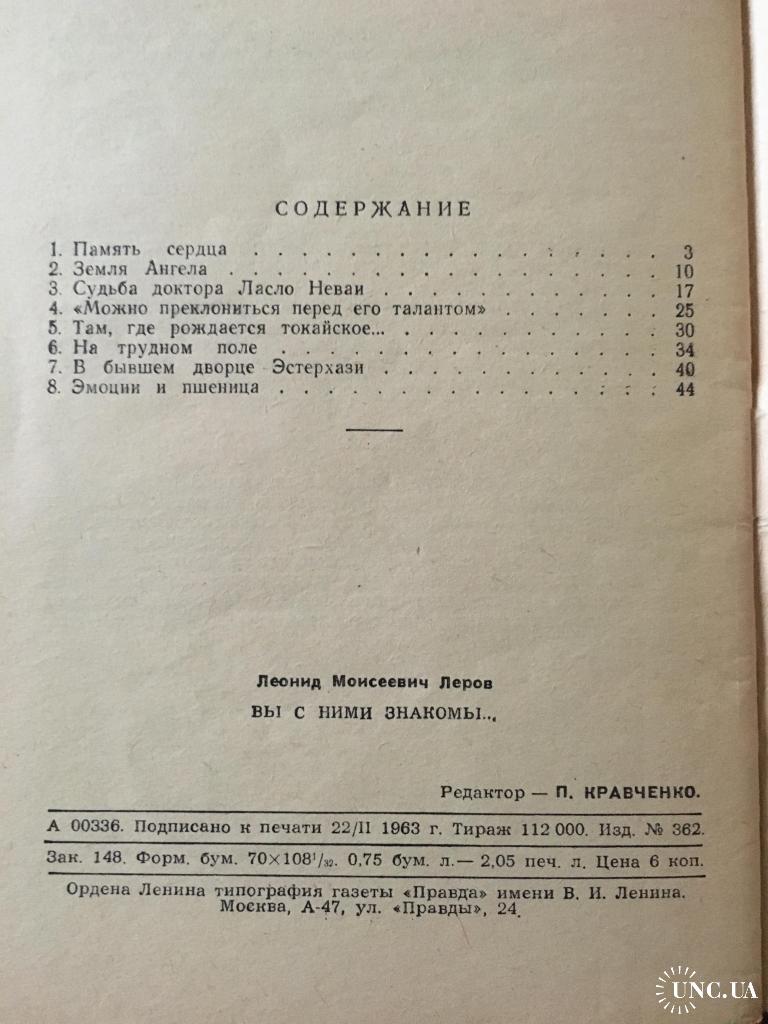 СОДЕРЖАНИЕ
1. Память сердца . . . . . . . . . . . . . . . . 3
2. Земля Ангела . . . . . . . . . . . . . . . . 10
3. Судьба доктора Ласло Неваи . . . . . . . . . . 17
4. «Можно преклониться перед его талантом» . . . . . . 25
5. Там, где рождается токайское... . . . . . . . . . . 30
6. На трудном поле . . . . . . . . . . . . . . 34
7. В бывшем дворце Эстерхази . . . . . . . . . . 40
8. Эмоции и пшеница . . . . . . . . . . . . . . 44
Леонид Моисеевич Леров
ВЫ С НИМИ ЗНАКОМЫ...
Редактор — П. КРАВЧЕНКО.
А 00336. Подписано к печати 22/II 1963 г. Тираж 112 000. Изд. № 362.
Зак. 148. Форм. бум. 70×108¹/₃₂. 0,75 бум. л.— 2,05 печ. л. Цена 6 коп.
Ордена Ленина типография газеты «Правда» имени В. И. Ленина.
Москва, А-47, ул. «Правды», 24.
UNC.UA